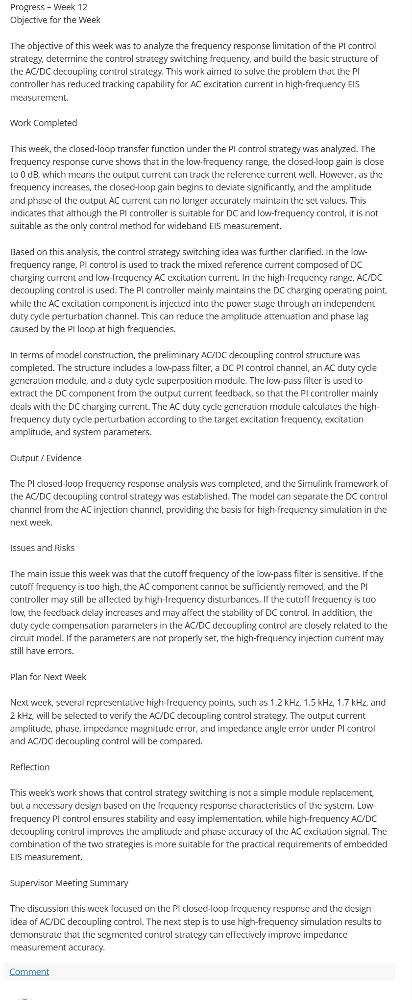 Progress – Week 12
Objective for the Week
The objective of this week was to analyze the frequency response limitation of the PI control
strategy, determine the control strategy switching frequency, and build the basic structure of
the AC/DC decoupling control strategy. This work aimed to solve the problem that the PI
controller has reduced tracking capability for AC excitation current in high-frequency EIS
measurement.
Work Completed
This week, the closed-loop transfer function under the PI control strategy was analyzed. The
frequency response curve shows that in the low-frequency range, the closed-loop gain is close
to 0 dB, which means the output current can track the reference current well. However, as the
frequency increases, the closed-loop gain begins to deviate significantly, and the amplitude
and phase of the output AC current can no longer accurately maintain the set values. This
indicates that although the PI controller is suitable for DC and low-frequency control, it is not
suitable as the only control method for wideband EIS measurement.
Based on this analysis, the control strategy switching idea was further clarified. In the low-
frequency range, PI control is used to track the mixed reference current composed of DC
charging current and low-frequency AC excitation current. In the high-frequency range, AC/DC
decoupling control is used. The PI controller mainly maintains the DC charging operating point,
while the AC excitation component is injected into the power stage through an independent
duty cycle perturbation channel. This can reduce the amplitude attenuation and phase lag
caused by the PI loop at high frequencies.
In terms of model construction, the preliminary AC/DC decoupling control structure was
completed. The structure includes a low-pass filter, a DC PI control channel, an AC duty cycle
generation module, and a duty cycle superposition module. The low-pass filter is used to
extract the DC component from the output current feedback, so that the PI controller mainly
deals with the DC charging current. The AC duty cycle generation module calculates the high-
frequency duty cycle perturbation according to the target excitation frequency, excitation
amplitude, and system parameters.
Output / Evidence
The PI closed-loop frequency response analysis was completed, and the Simulink framework of
the AC/DC decoupling control strategy was established. The model can separate the DC control
channel from the AC injection channel, providing the basis for high-frequency simulation in the
next week.
Issues and Risks
The main issue this week was that the cutoff frequency of the low-pass filter is sensitive. If the
cutoff frequency is too high, the AC component cannot be sufficiently removed, and the PI
controller may still be affected by high-frequency disturbances. If the cutoff frequency is too
low, the feedback delay increases and may affect the stability of DC control. In addition, the
duty cycle compensation parameters in the AC/DC decoupling control are closely related to the
circuit model. If the parameters are not properly set, the high-frequency injection current may
still have errors.
Plan for Next Week
Next week, several representative high-frequency points, such as 1.2 kHz, 1.5 kHz, 1.7 kHz, and
2 kHz, will be selected to verify the AC/DC decoupling control strategy. The output current
amplitude, phase, impedance magnitude error, and impedance angle error under PI control
and AC/DC decoupling control will be compared.
Reflection
This week’s work shows that control strategy switching is not a simple module replacement,
but a necessary design based on the frequency response characteristics of the system. Low-
frequency PI control ensures stability and easy implementation, while high-frequency AC/DC
decoupling control improves the amplitude and phase accuracy of the AC excitation signal. The
combination of the two strategies is more suitable for the practical requirements of embedded
EIS measurement.
Supervisor Meeting Summary
The discussion this week focused on the PI closed-loop frequency response and the design
idea of AC/DC decoupling control. The next step is to use high-frequency simulation results to
demonstrate that the segmented control strategy can effectively improve impedance
measurement accuracy.
Comment